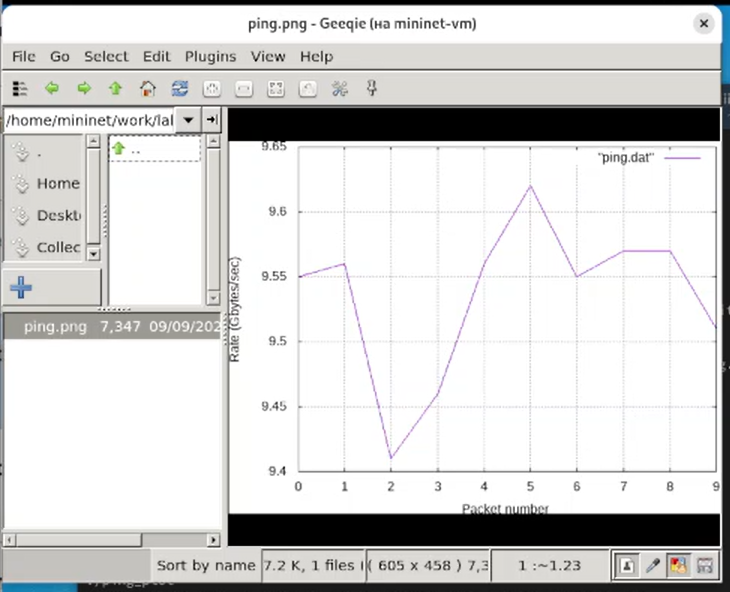 ping.png - Geeqie (на mininet-vm)
File Go Select Edit Plugins View Help
/home/mininet/work/lal
.
Home
Deskt
Collec
..
ping.png 7,347 09/09/202
"ping.dat"
9.65
9.6
9.55
9.5
9.45
9.4
Rate (Gbytes/sec)
0 1 2 3 4 5 6 7 8 9
Packet number
Sort by name 7.2 K, 1 files ( ( 605 x 458 ) 7,3 1 :~1.23